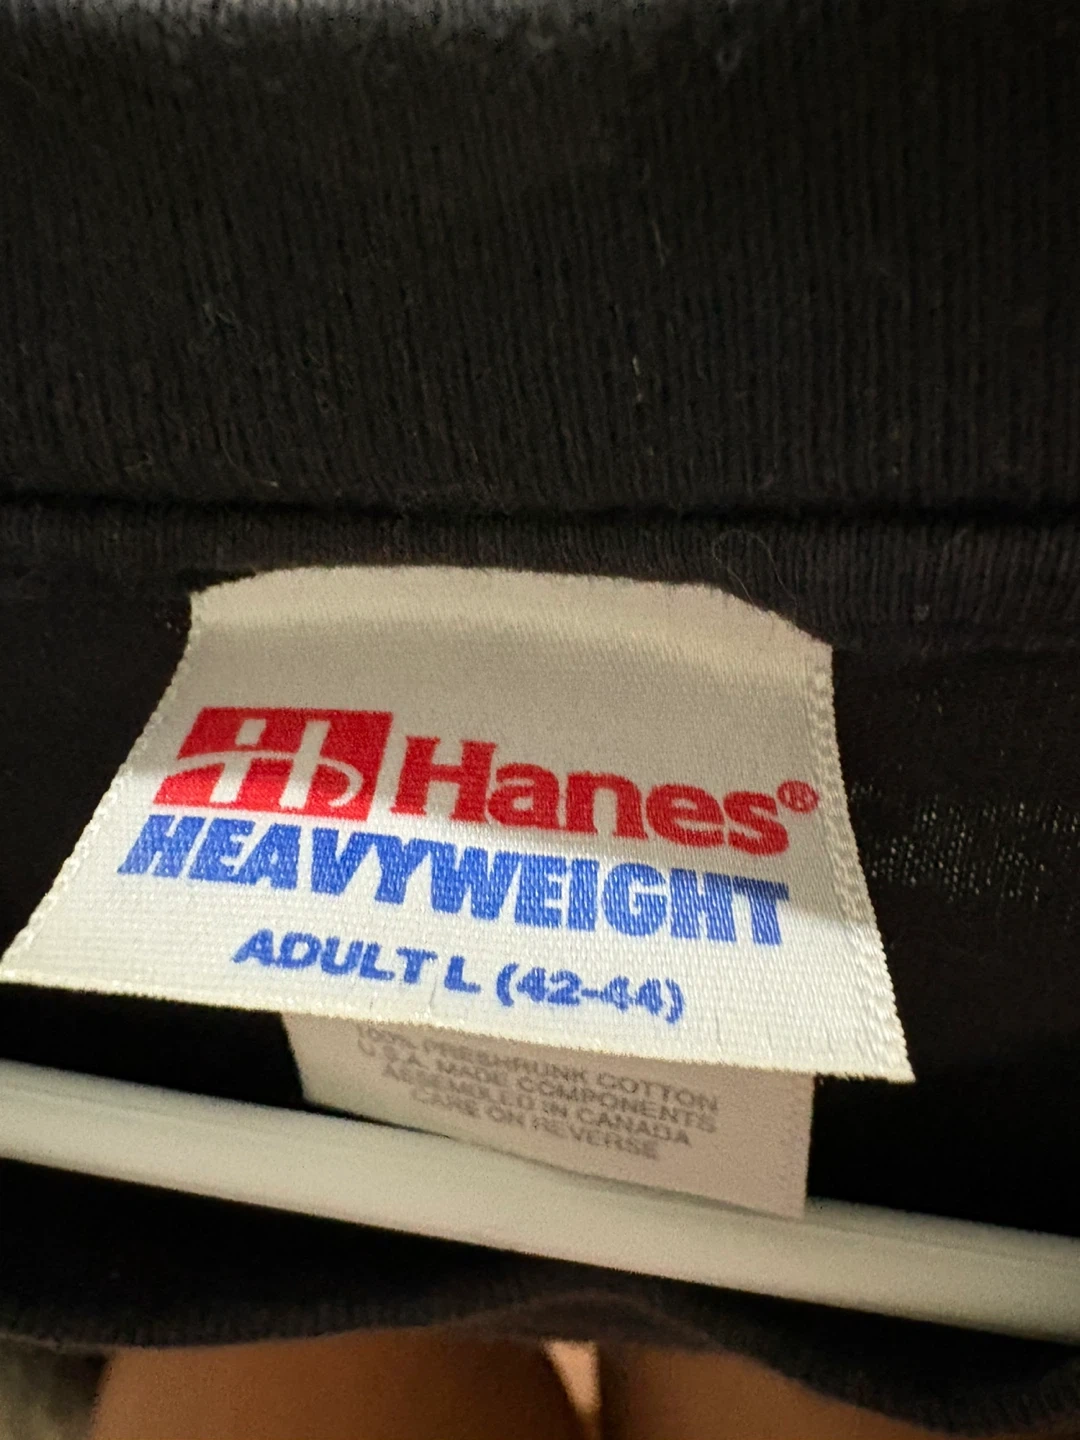 Hanes®
HEAVYWEIGHT
ADULT L (42-44)
100% PRESHRUNK COTTON
U.S.A. MADE COMPONENTS
ASSEMBLED IN CANADA
CARE ON REVERSE